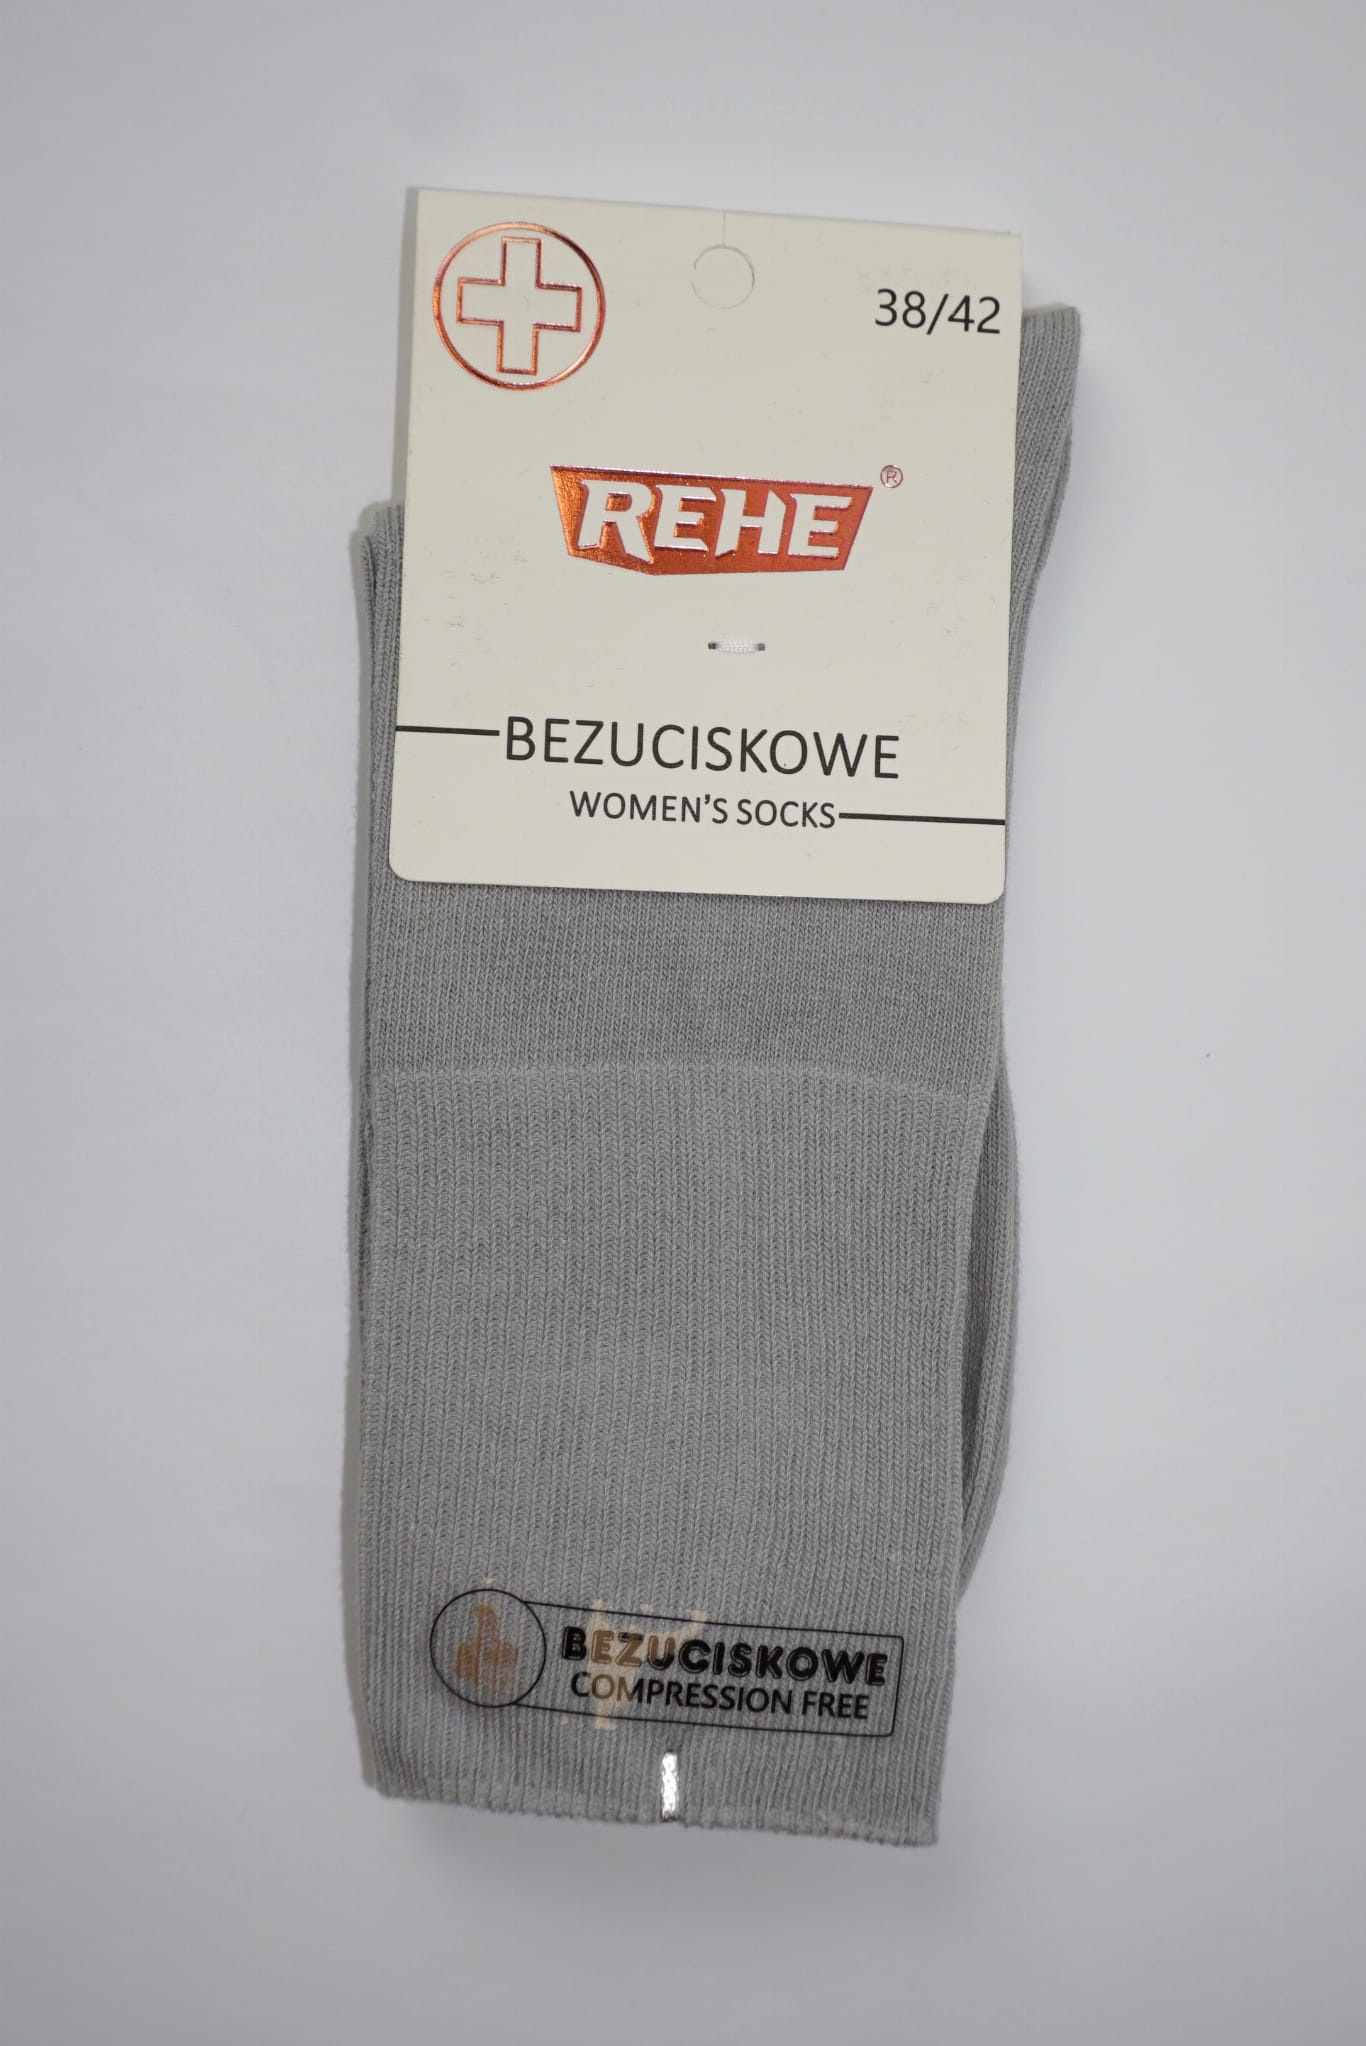 38/42
REHE®
BEZUCISKOWE
WOMEN'S SOCKS
BEZUCISKOWE
COMPRESSION FREE